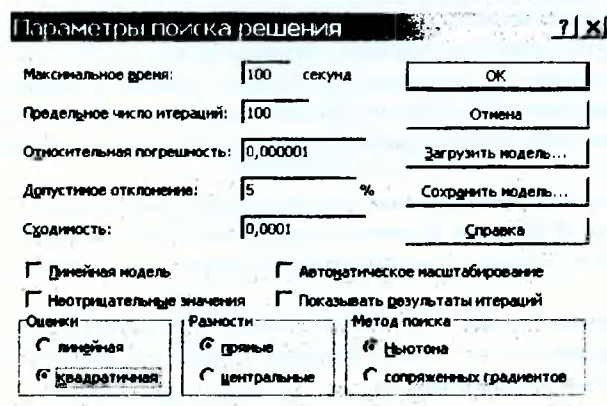 Параметры поиска решения
Максимальное время: 100 секунд
OK
Предельное число итераций: 100
Отмена
Относительная погрешность: 0,000001
Загрузить модель...
Допустимое отклонение: 5 %
Сохранить модель...
Сходимость: 0,0001
Справка
Линейная модель
Автоматическое масштабирование
Неотрицательные значения
Показывать результаты итераций
Оценки
линейная
квадратичная
Разности
прямые
центральные
Метод поиска
Ньютона
сопряженных градиентов